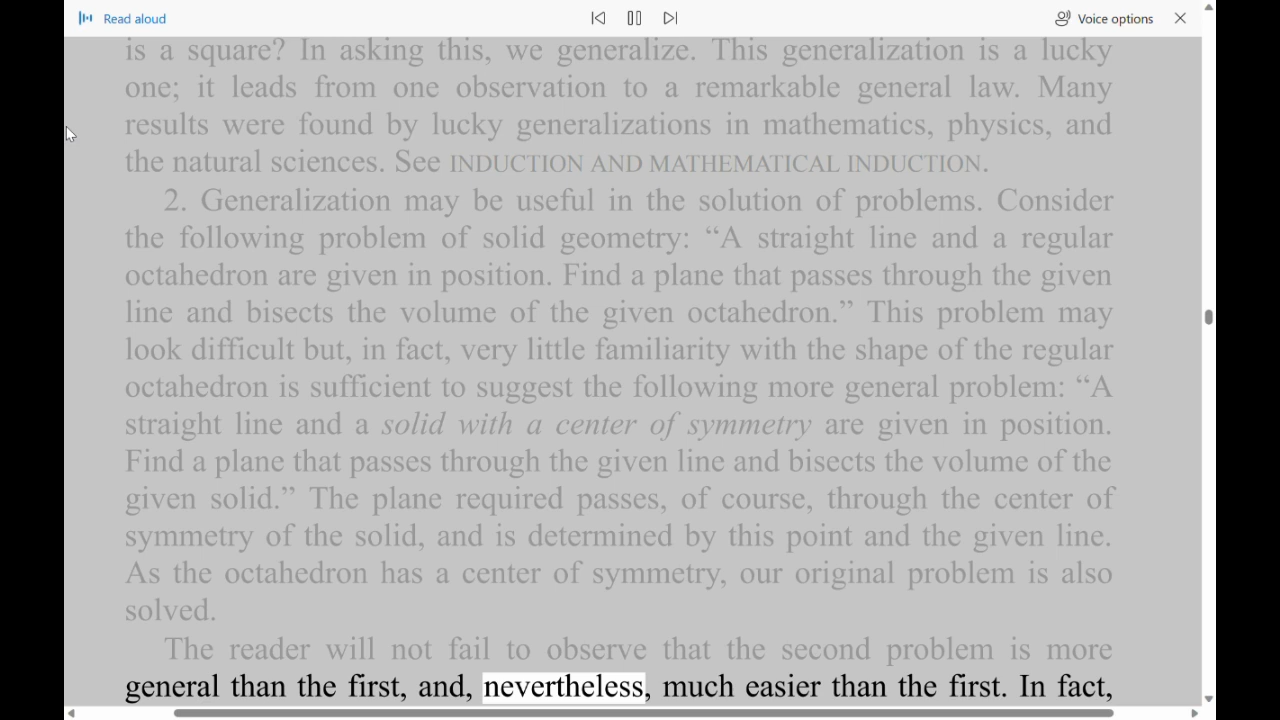 Read aloud
Voice options
is a square? In asking this, we generalize. This generalization is a lucky
one; it leads from one observation to a remarkable general law. Many
results were found by lucky generalizations in mathematics, physics, and
the natural sciences. See INDUCTION AND MATHEMATICAL INDUCTION.
2. Generalization may be useful in the solution of problems. Consider
the following problem of solid geometry: “A straight line and a regular
octahedron are given in position. Find a plane that passes through the given
line and bisects the volume of the given octahedron.” This problem may
look difficult but, in fact, very little familiarity with the shape of the regular
octahedron is sufficient to suggest the following more general problem: “A
straight line and a solid with a center of symmetry are given in position.
Find a plane that passes through the given line and bisects the volume of the
given solid.” The plane required passes, of course, through the center of
symmetry of the solid, and is determined by this point and the given line.
As the octahedron has a center of symmetry, our original problem is also
solved.
The reader will not fail to observe that the second problem is more
general than the first, and, nevertheless, much easier than the first. In fact,